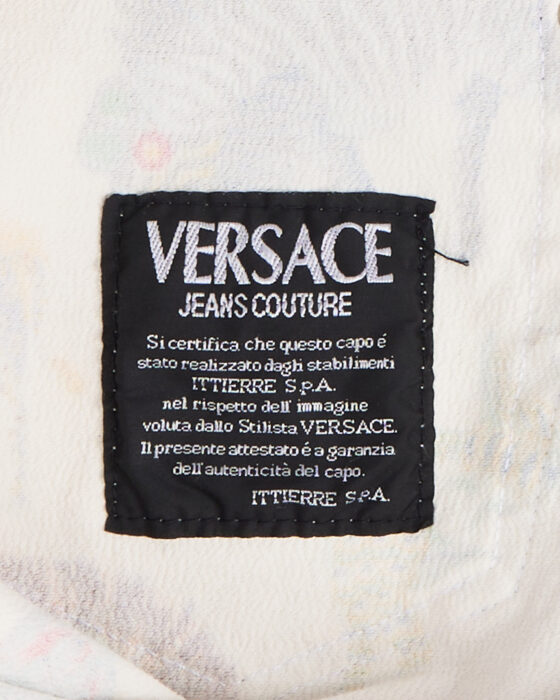 VERSACE
JEANS COUTURE
Si certifica che questo capo é
stato realizzato dagli stabilimenti
ITTIERRE S.p.A.
nel rispetto dell' immagine
voluta dallo Stilista VERSACE.
Il presente attestato é a garanzia
dell'autenticità del capo.
ITTIERRE S.p.A.